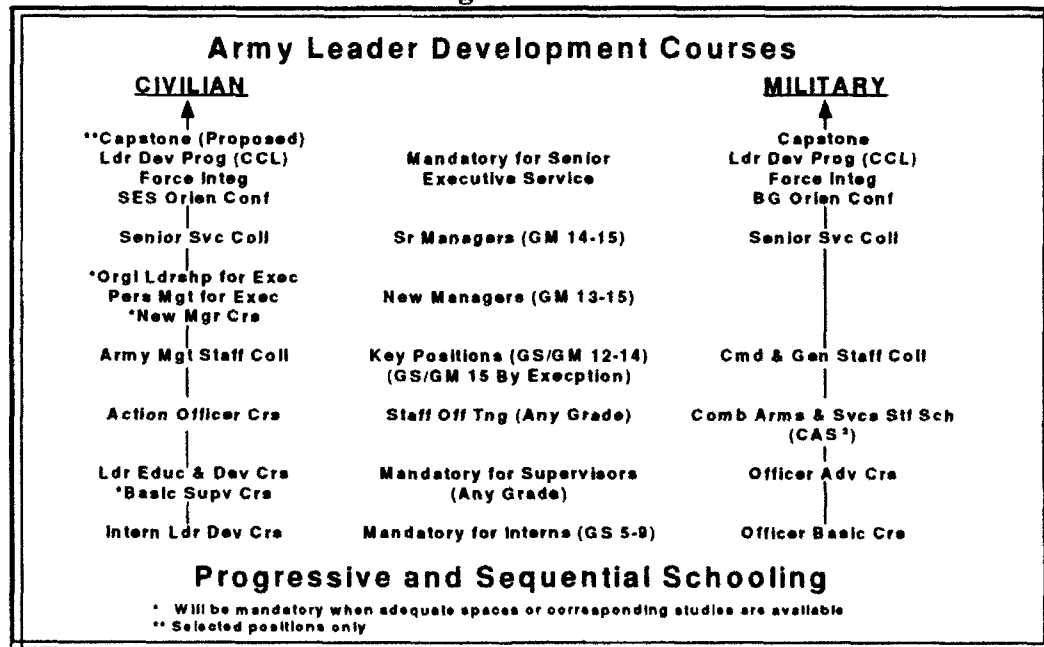 Army Leader Development Courses
CIVILIAN MILITARY
**Capstone (Proposed) Capstone
Ldr Dev Prog (CCL) Mandatory for Senior Ldr Dev Prog (CCL)
Force Integ Executive Service Force Integ
SES Orien Conf BG Orien Conf
Senior Svc Coll Sr Managers (GM 14-15) Senior Svc Coll
*Orgl Ldrshp for Exec
Pers Mgt for Exec New Managers (GM 13-15)
*New Mgr Crs
Army Mgt Staff Coll Key Positions (GS/GM 12-14) Cmd & Gen Staff Coll
(GS/GM 15 By Execption)
Action Officer Crs Staff Off Tng (Any Grade) Comb Arms & Svcs Stf Sch
(CAS³)
Ldr Educ & Dev Crs Mandatory for Supervisors Officer Adv Crs
*Basic Supv Crs (Any Grade)
Intern Ldr Dev Crs Mandatory for Interns (GS 5-9) Officer Basic Crs
Progressive and Sequential Schooling
* Will be mandatory when adequate spaces or corresponding studies are available
** Selected positions only